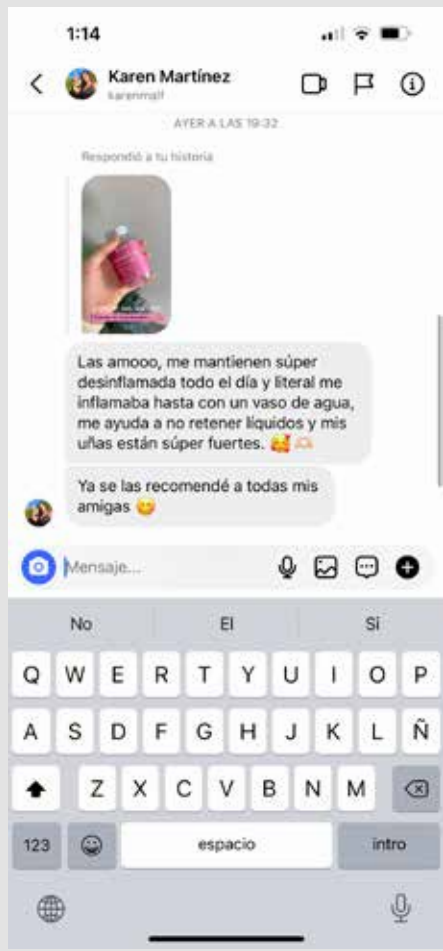 1:14
Karen Martínez
karenmalf
AYER A LAS 19:32
Respondió a tu historia
Las amooo, me mantienen súper
desinflamada todo el día y literal me
inflamaba hasta con un vaso de agua,
me ayuda a no retener líquidos y mis
uñas están súper fuertes. 🥰 🫶🏻
Ya se las recomendé a todas mis
amigas 😋
Mensaje...
No El Si
Q W E R T Y U I O P
A S D F G H J K L Ñ
Z X C V B N M
123 espacio intro